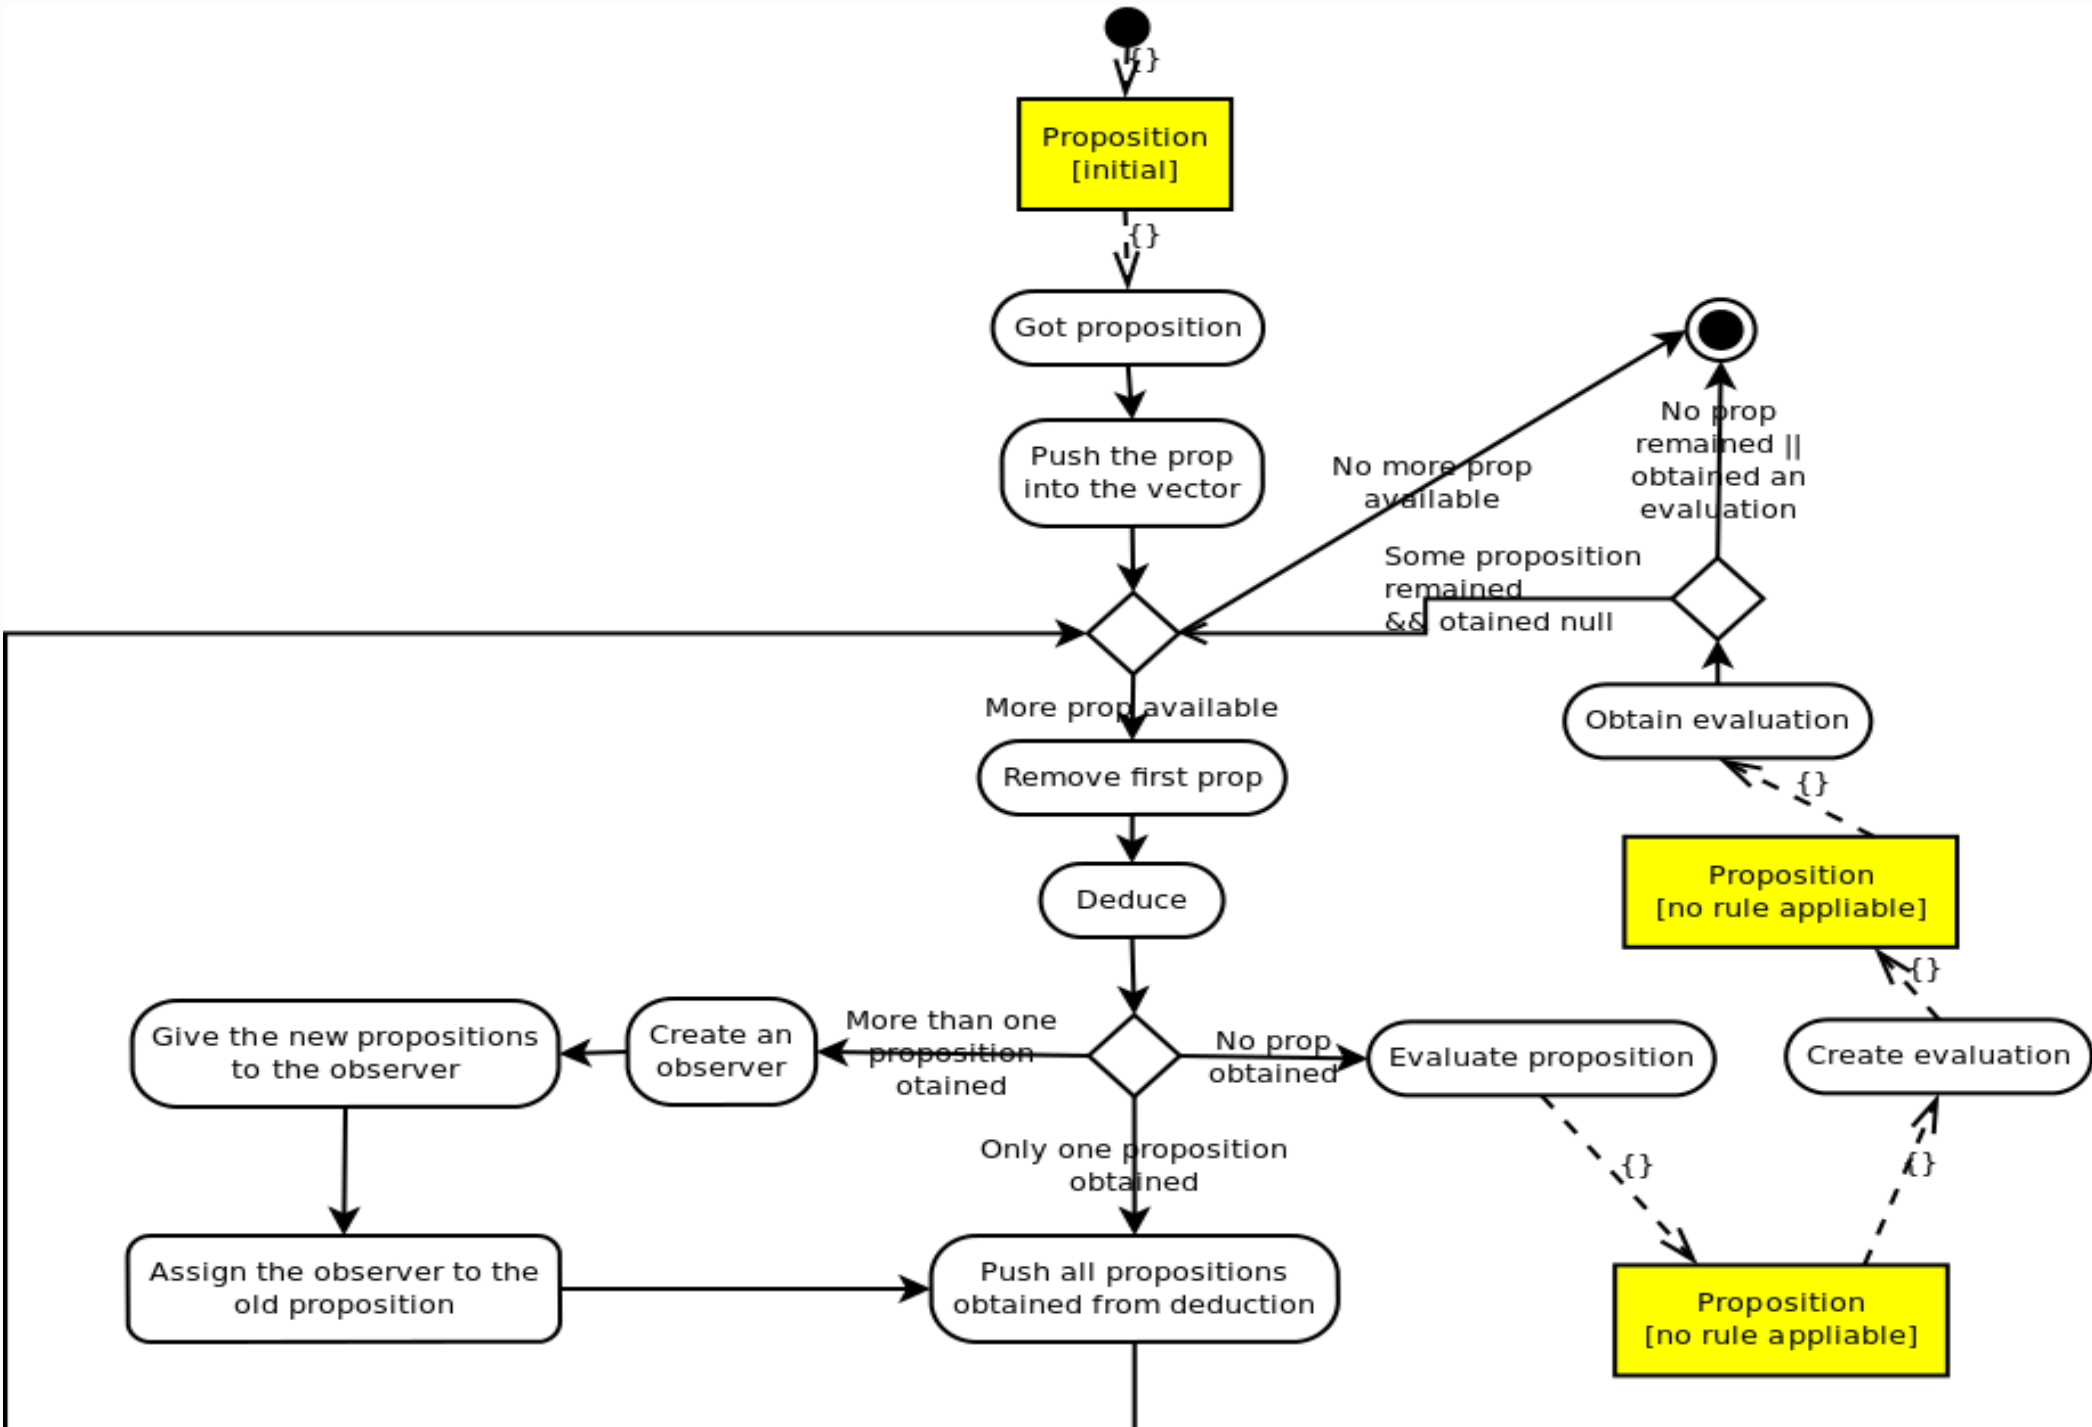 {}
Proposition
[initial]
{}
Got proposition
Push the prop
into the vector
No more prop
available
No prop
remained ||
obtained an
evaluation
Some proposition
remained
&& otained null
More prop available
Remove first prop
Obtain evaluation
{}
Deduce
Proposition
[no rule appliable]
{}
Give the new propositions
to the observer
Create an
observer
More than one
proposition
otained
No prop
obtained
Evaluate proposition
Create evaluation
Only one proposition
obtained
{}
{}
Assign the observer to the
old proposition
Push all propositions
obtained from deduction
Proposition
[no rule appliable]